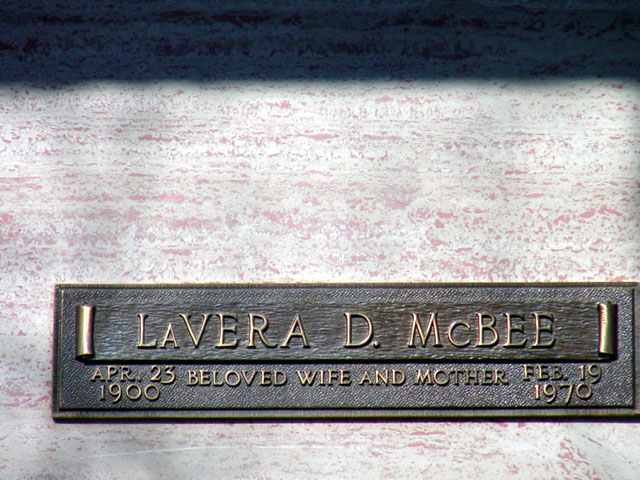 LaVERA D. McBEE
APR. 23 BELOVED WIFE AND MOTHER FEB. 19
1900 1970